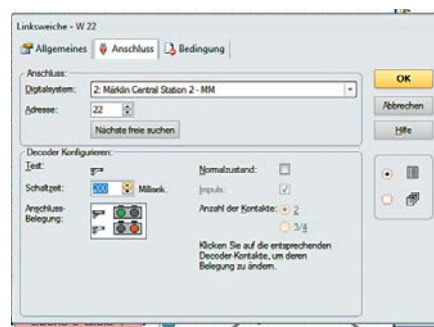 Linksweiche - W 22
Allgemeines Anschluss Bedingung
Anschluss:
Digitalsystem: 2: Märklin Central Station 2 - MM
Adresse: 22
Nächste freie suchen
OK
Abbrechen
Hilfe
Decoder Konfigurieren:
Test:
Schaltzeit: 200 Millisek.
Anschluss-
Belegung:
Normalzustand:
Impuls:
Anzahl der Kontakte: 2
3/4
Klicken Sie auf die entsprechenden
Decoder-Kontakte, um deren
Belegung zu ändern.